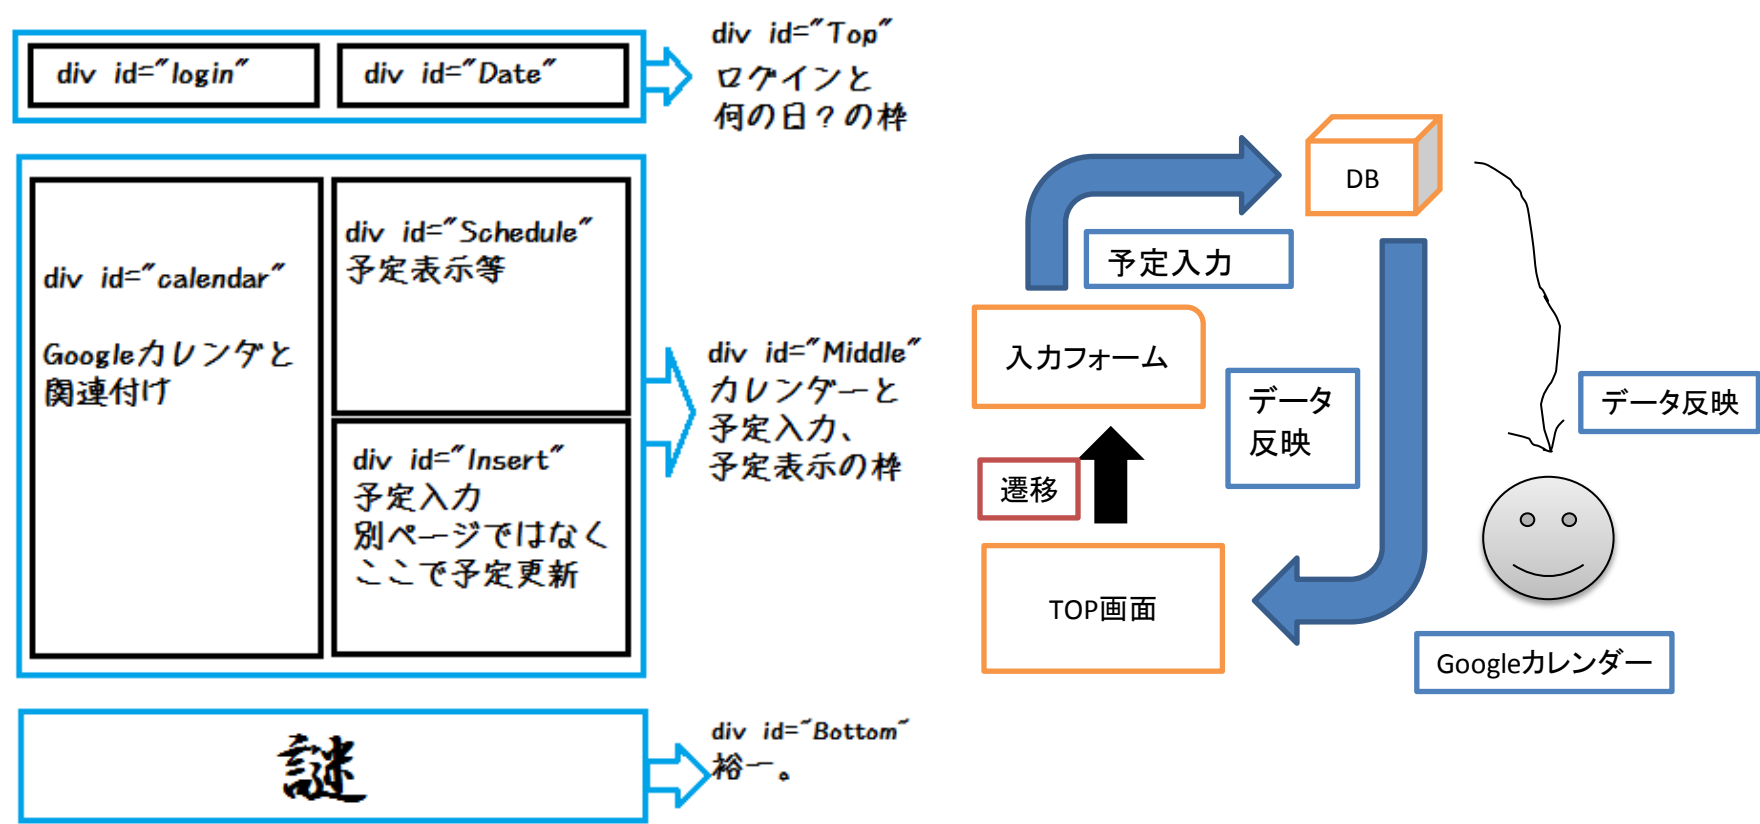 div id="login"
div id="Date"
div id="Top"
ログインと
何の日？の枠
div id="calendar"
Googleカレンダと
関連付け
div id="Schedule"
予定表示等
div id="Insert"
予定入力
別ページではなく
ここで予定更新
div id="Middle"
カレンダーと
予定入力、
予定表示の枠
謎
div id="Bottom"
裕一。
DB
予定入力
入力フォーム
データ
反映
データ反映
遷移
TOP画面
Googleカレンダー